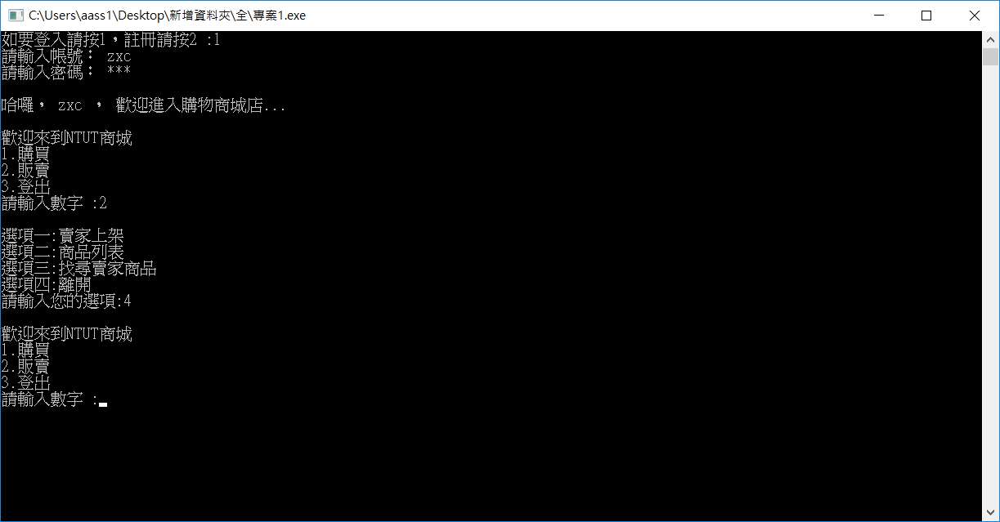 C:\Users\aass1\Desktop\新增資料夾\全\專案1.exe
如要登入請按1，註冊請按2 :1
請輸入帳號： zxc
請輸入密碼： ***
哈囉， zxc ， 歡迎進入購物商城店...
歡迎來到NTUT商城
1.購買
2.販賣
3.登出
請輸入數字 :2
選項一:賣家上架
選項二:商品列表
選項三:找尋賣家商品
選項四:離開
請輸入您的選項:4
歡迎來到NTUT商城
1.購買
2.販賣
3.登出
請輸入數字 :